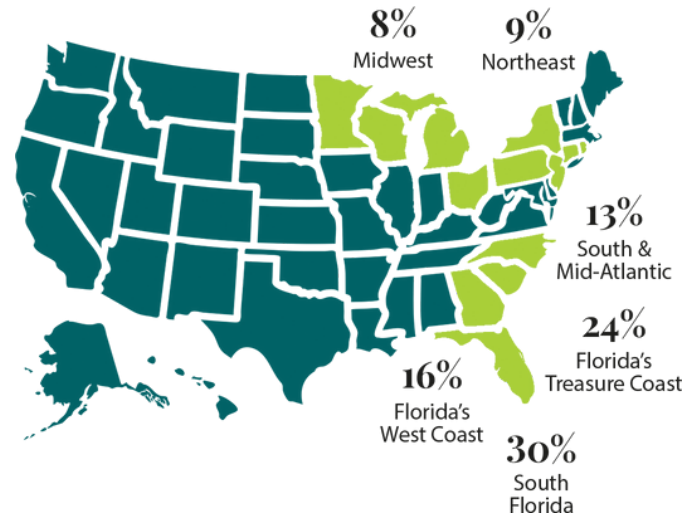 8%
Midwest
9%
Northeast
13%
South &
Mid-Atlantic
24%
Florida's
Treasure Coast
16%
Florida's
West Coast
30%
South
Florida